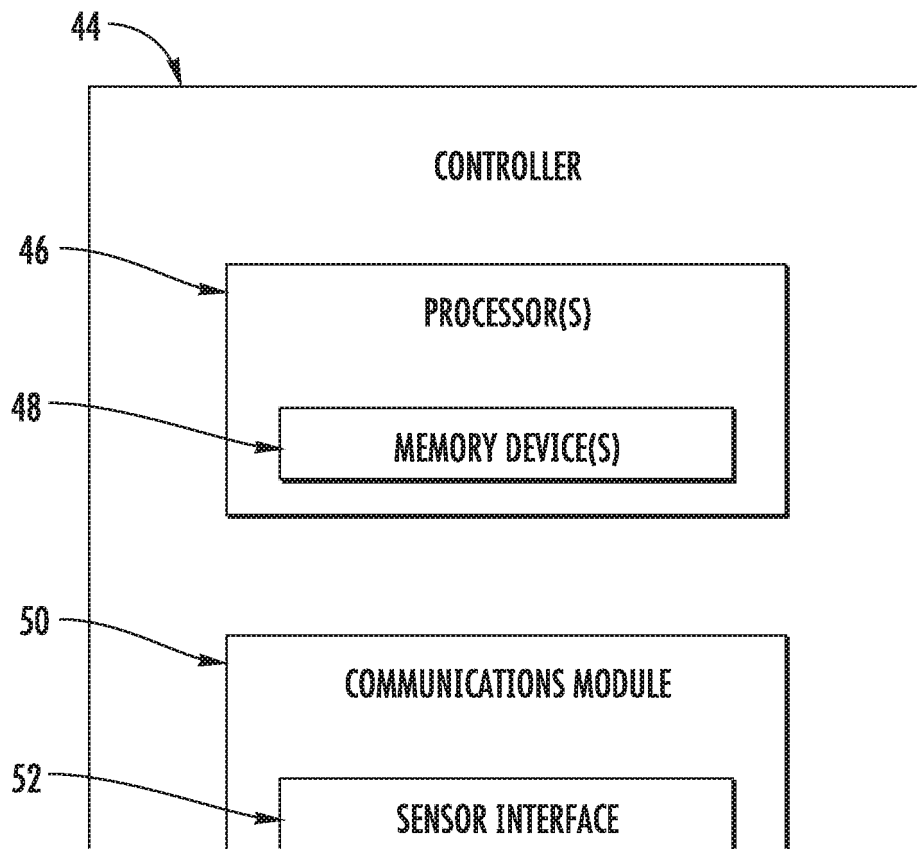 44
CONTROLLER
46
PROCESSOR(S)
48
MEMORY DEVICE(S)
50
COMMUNICATIONS MODULE
52
SENSOR INTERFACE